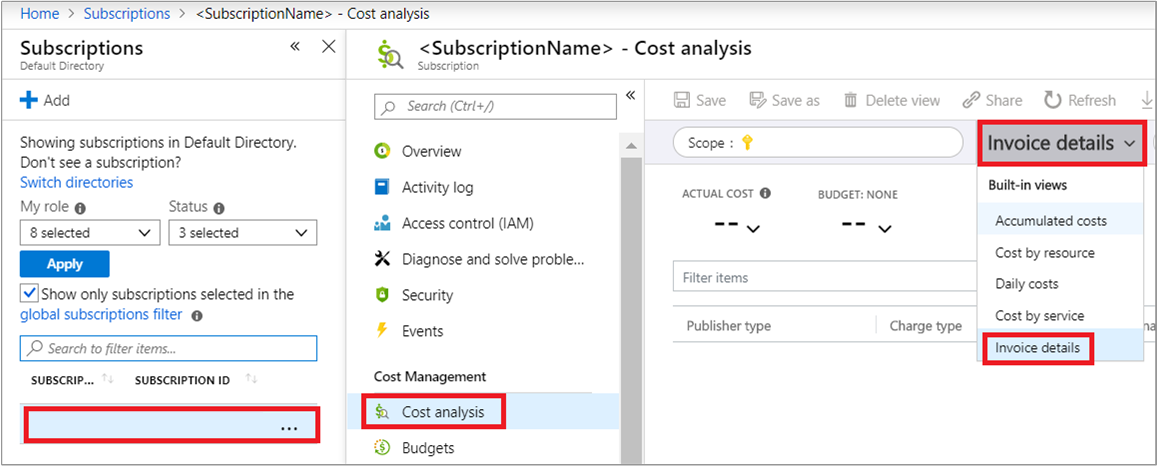 Home > Subscriptions > <SubscriptionName> - Cost analysis
Subscriptions
Default Directory
Add
Showing subscriptions in Default Directory.
Don't see a subscription?
Switch directories
My role
Status
8 selected
3 selected
Apply
Show only subscriptions selected in the
global subscriptions filter
Search to filter items...
SUBSCRIP...
SUBSCRIPTION ID
...
<SubscriptionName> - Cost analysis
Subscription
Search (Ctrl+/)
Overview
Activity log
Access control (IAM)
Diagnose and solve proble...
Security
Events
Cost Management
Cost analysis
Budgets
Save
Save as
Delete view
Share
Refresh
Scope :
Invoice details
ACTUAL COST
BUDGET: NONE
--
--
Filter items
Publisher type
Charge type
Built-in views
Accumulated costs
Cost by resource
Daily costs
Cost by service
Invoice details